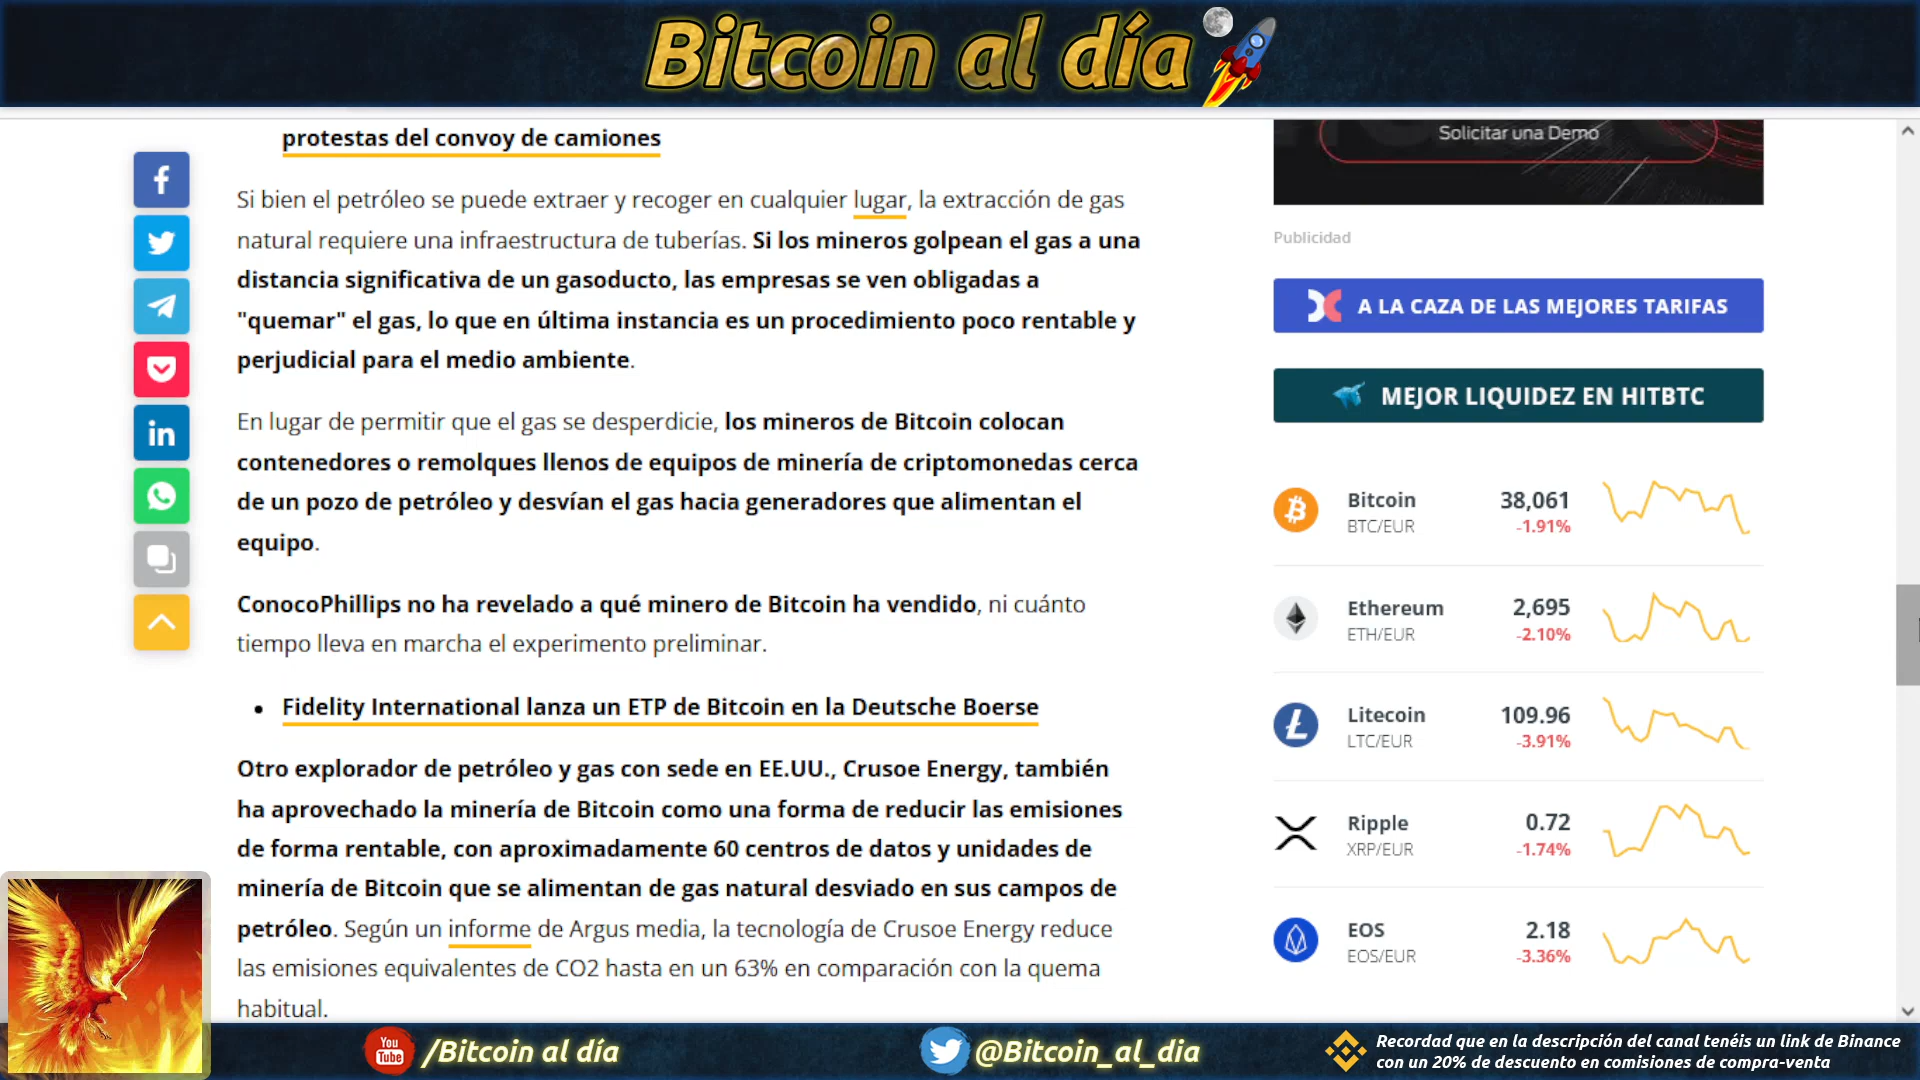 Bitcoin al día
protestas del convoy de camiones
Si bien el petróleo se puede extraer y recoger en cualquier lugar, la extracción de gas
natural requiere una infraestructura de tuberías. Si los mineros golpean el gas a una
distancia significativa de un gasoducto, las empresas se ven obligadas a
"quemar" el gas, lo que en última instancia es un procedimiento poco rentable y
perjudicial para el medio ambiente.
En lugar de permitir que el gas se desperdicie, los mineros de Bitcoin colocan
contenedores o remolques llenos de equipos de minería de criptomonedas cerca
de un pozo de petróleo y desvían el gas hacia generadores que alimentan el
equipo.
ConocoPhillips no ha revelado a qué minero de Bitcoin ha vendido, ni cuánto
tiempo lleva en marcha el experimento preliminar.
• Fidelity International lanza un ETP de Bitcoin en la Deutsche Boerse
Otro explorador de petróleo y gas con sede en EE.UU., Crusoe Energy, también
ha aprovechado la minería de Bitcoin como una forma de reducir las emisiones
de forma rentable, con aproximadamente 60 centros de datos y unidades de
minería de Bitcoin que se alimentan de gas natural desviado en sus campos de
petróleo. Según un informe de Argus media, la tecnología de Crusoe Energy reduce
las emisiones equivalentes de CO2 hasta en un 63% en comparación con la quema
habitual.
Solicitar una Demo
Publicidad
A LA CAZA DE LAS MEJORES TARIFAS
MEJOR LIQUIDEZ EN HITBTC
Bitcoin 38,061
BTC/EUR -1.91%
Ethereum 2,695
ETH/EUR -2.10%
Litecoin 109.96
LTC/EUR -3.91%
Ripple 0.72
XRP/EUR -1.74%
EOS 2.18
EOS/EUR -3.36%
You Tube /Bitcoin al día
@Bitcoin_al_dia
Recordad que en la descripción del canal tenéis un link de Binance
con un 20% de descuento en comisiones de compra-venta